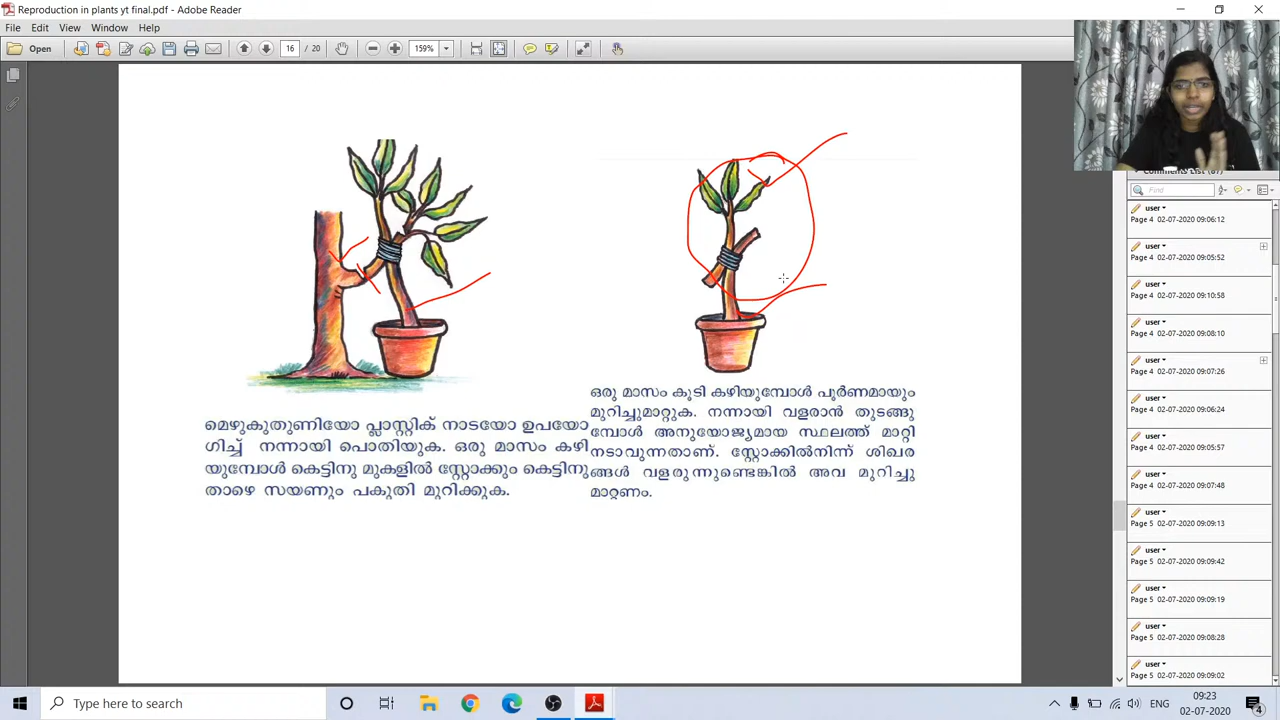 Reproduction in plants yt final.pdf - Adobe Reader
File Edit View Window Help
Open 16 / 20 159%
Comments List (87)
Find
user
Page 4 02-07-2020 09:06:12
user
Page 4 02-07-2020 09:05:52
user
Page 4 02-07-2020 09:10:58
user
Page 4 02-07-2020 09:08:10
user
Page 4 02-07-2020 09:07:26
user
Page 4 02-07-2020 09:06:24
user
Page 4 02-07-2020 09:05:57
user
Page 4 02-07-2020 09:07:48
user
Page 5 02-07-2020 09:09:13
user
Page 5 02-07-2020 09:09:42
user
Page 5 02-07-2020 09:09:19
user
Page 5 02-07-2020 09:08:28
user
Page 5 02-07-2020 09:09:02
മെഴുകുതുണിയോ പ്ലാസ്റ്റിക് നാടയോ ഉപയോ
ഗിച്ച് നന്നായി പൊതിയുക. ഒരു മാസം കഴി
യുമ്പോൾ കെട്ടിനു മുകളിൽ സ്റ്റോക്കും കെട്ടിനു
താഴെ സയണും പകുതി മുറിക്കുക.
ഒരു മാസം കൂടി കഴിയുമ്പോൾ പൂർണമായും
മുറിച്ചുമാറ്റുക. നന്നായി വളരാൻ തുടങ്ങു
മ്പോൾ അനുയോജ്യമായ സ്ഥലത്ത് മാറ്റി
നടാവുന്നതാണ്. സ്റ്റോക്കിൽനിന്ന് ശിഖര
ങ്ങൾ വളരുന്നുണ്ടെങ്കിൽ അവ മുറിച്ചു
മാറ്റണം.
Type here to search
ENG
09:23
02-07-2020
4